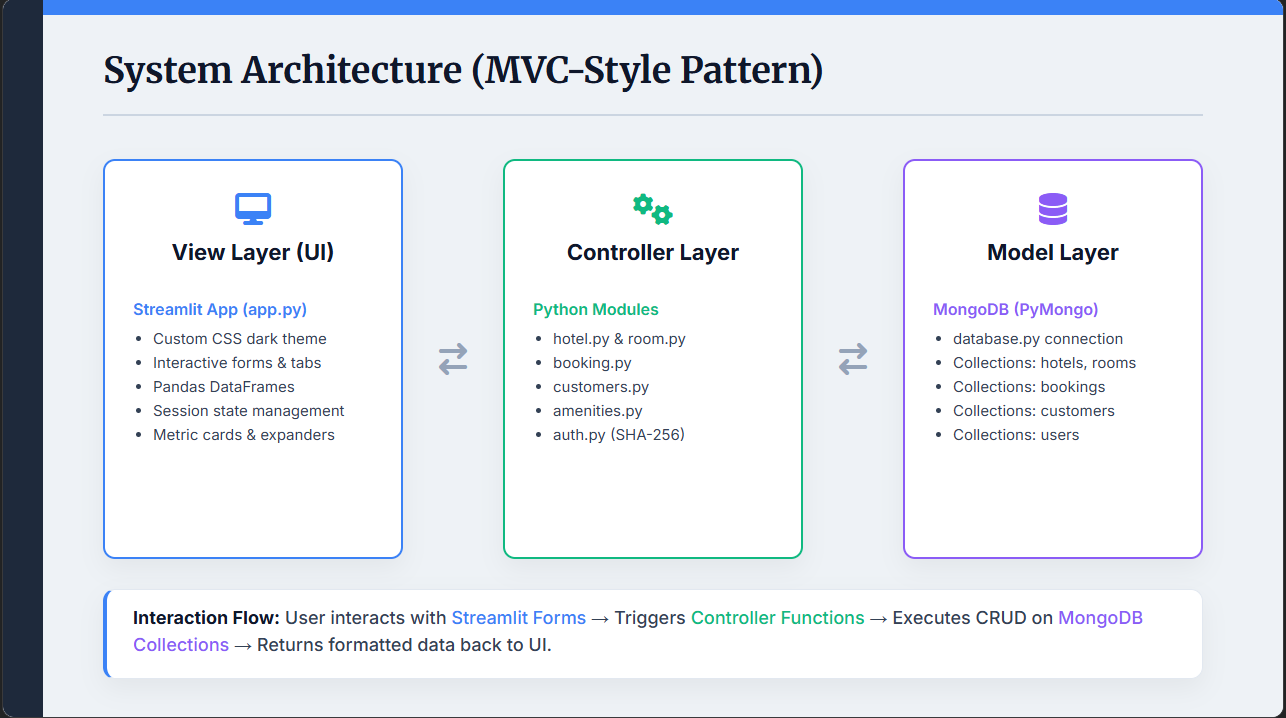 System Architecture (MVC-Style Pattern)
View Layer (UI)
Streamlit App (app.py)
• Custom CSS dark theme
• Interactive forms & tabs
• Pandas DataFrames
• Session state management
• Metric cards & expanders
Controller Layer
Python Modules
• hotel.py & room.py
• booking.py
• customers.py
• amenities.py
• auth.py (SHA-256)
Model Layer
MongoDB (PyMongo)
• database.py connection
• Collections: hotels, rooms
• Collections: bookings
• Collections: customers
• Collections: users
Interaction Flow: User interacts with Streamlit Forms → Triggers Controller Functions → Executes CRUD on MongoDB
Collections → Returns formatted data back to UI.